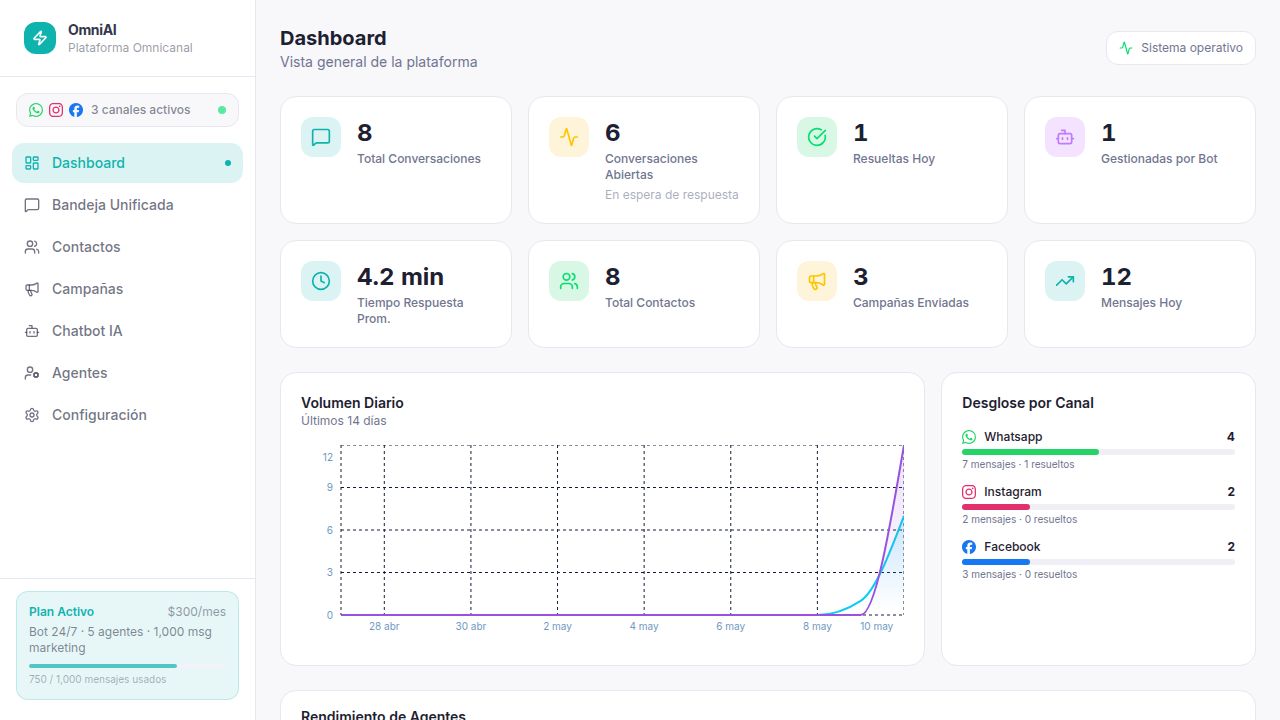 OmniAI
Plataforma Omnicanal
3 canales activos
Dashboard
Bandeja Unificada
Contactos
Campañas
Chatbot IA
Agentes
Configuración
Plan Activo $300/mes
Bot 24/7 · 5 agentes · 1,000 msg
marketing
750 / 1,000 mensajes usados
Dashboard
Vista general de la plataforma
Sistema operativo
8
Total Conversaciones
6
Conversaciones
Abiertas
En espera de respuesta
1
Resueltas Hoy
1
Gestionadas por Bot
4.2 min
Tiempo Respuesta
Prom.
8
Total Contactos
3
Campañas Enviadas
12
Mensajes Hoy
Volumen Diario
Últimos 14 días
12
9
6
3
0
28 abr 30 abr 2 may 4 may 6 may 8 may 10 may
Desglose por Canal
Whatsapp 4
7 mensajes · 1 resueltos
Instagram 2
2 mensajes · 0 resueltos
Facebook 2
3 mensajes · 0 resueltos
Rendimiento de Agentes